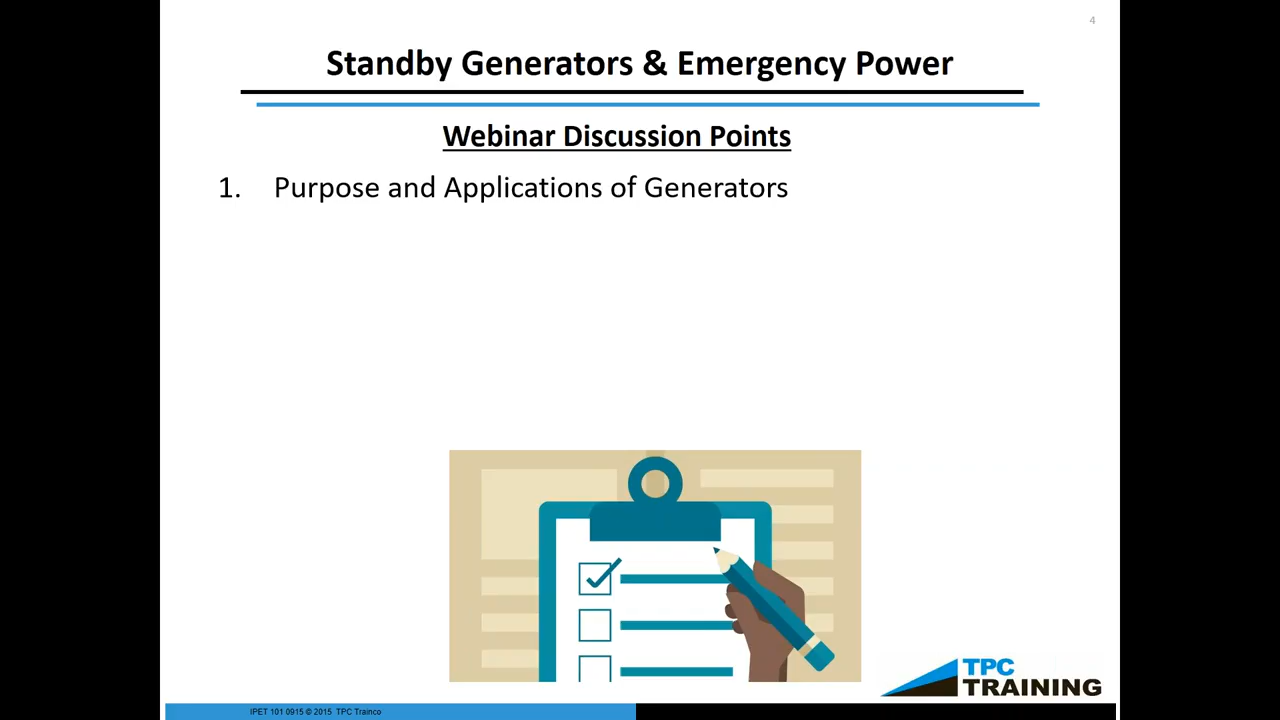 4
Standby Generators & Emergency Power
Webinar Discussion Points
1. Purpose and Applications of Generators
TPC
TRAINING
IPET 101 0915 © 2015 TPC Trainco